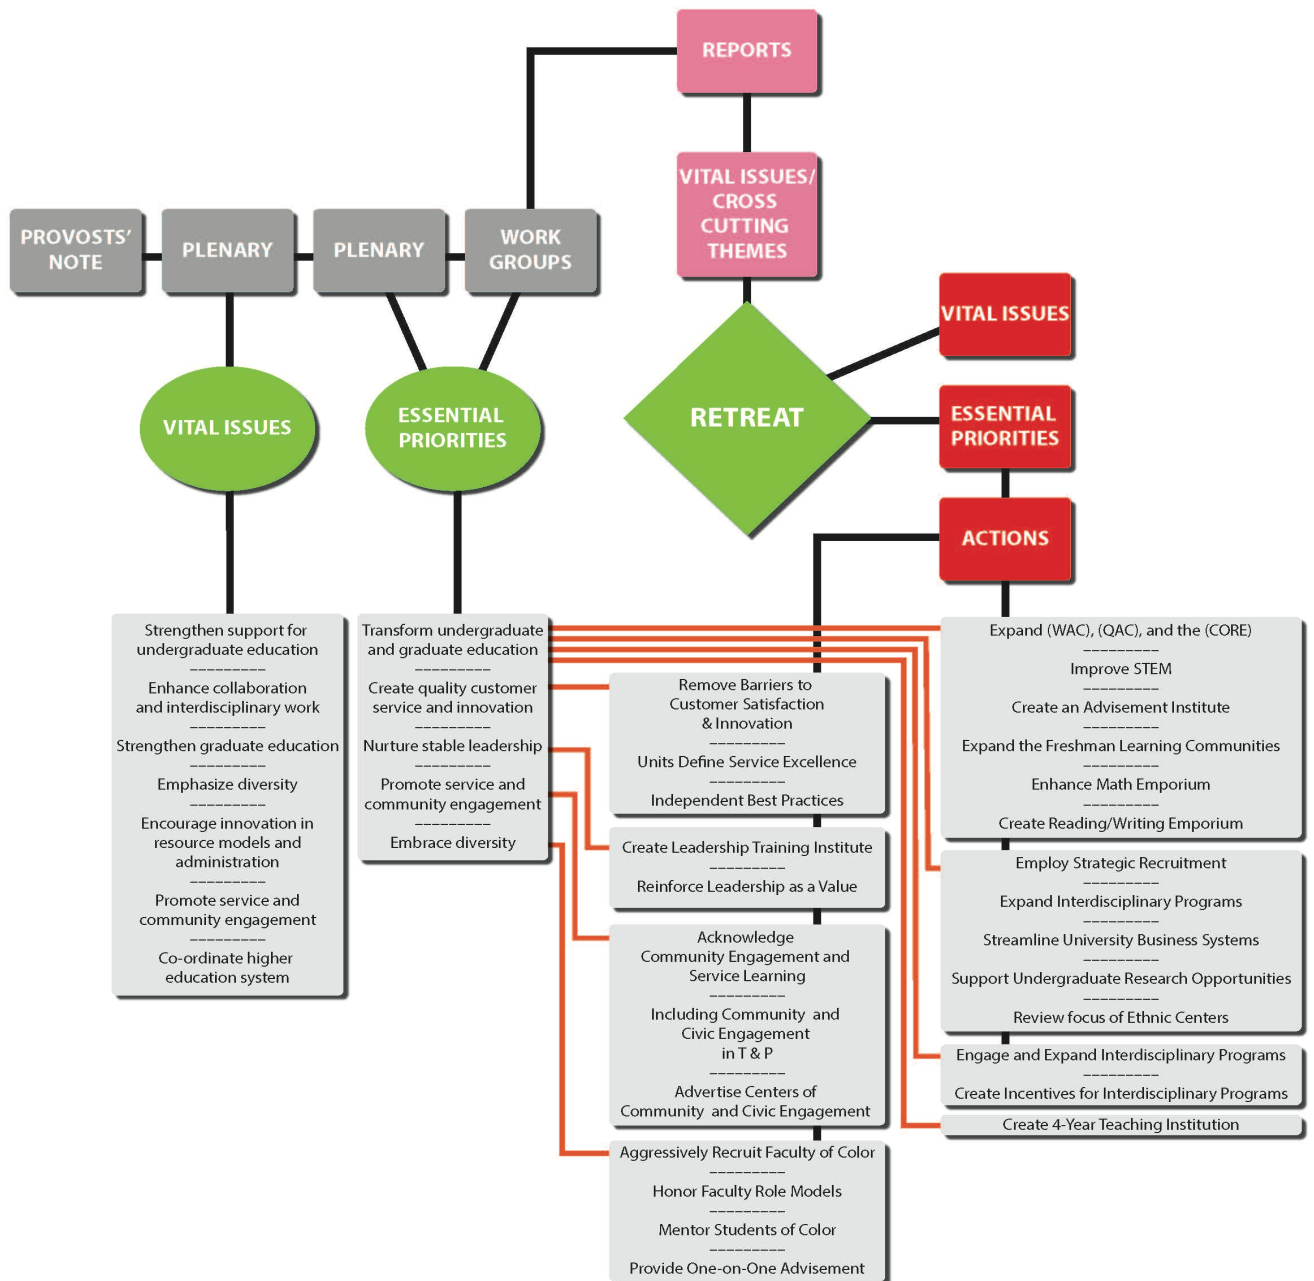 REPORTS
VITAL ISSUES/
CROSS
CUTTING
THEMES
PROVOSTS'
NOTE
PLENARY
PLENARY
WORK
GROUPS
VITAL ISSUES
ESSENTIAL
PRIORITIES
RETREAT
VITAL ISSUES
ESSENTIAL
PRIORITIES
ACTIONS
Strengthen support for
undergraduate education
Enhance collaboration
and interdisciplinary work
Strengthen graduate education
Emphasize diversity
Encourage innovation in
resource models and
administration
Promote service and
community engagement
Co-ordinate higher
education system
Transform undergraduate
and graduate education
Create quality customer
service and innovation
Nurture stable leadership
Promote service and
community engagement
Embrace diversity
Remove Barriers to
Customer Satisfaction
& Innovation
Units Define Service Excellence
Independent Best Practices
Create Leadership Training Institute
Reinforce Leadership as a Value
Acknowledge
Community Engagement and
Service Learning
Including Community and
Civic Engagement
in T & P
Advertise Centers of
Community and Civic Engagement
Aggressively Recruit Faculty of Color
Honor Faculty Role Models
Mentor Students of Color
Provide One-on-One Advisement
Expand (WAC), (QAC), and the (CORE)
Improve STEM
Create an Advisement Institute
Expand the Freshman Learning Communities
Enhance Math Emporium
Create Reading/Writing Emporium
Employ Strategic Recruitment
Expand Interdisciplinary Programs
Streamline University Business Systems
Support Undergraduate Research Opportunities
Review focus of Ethnic Centers
Engage and Expand Interdisciplinary Programs
Create Incentives for Interdisciplinary Programs
Create 4-Year Teaching Institution